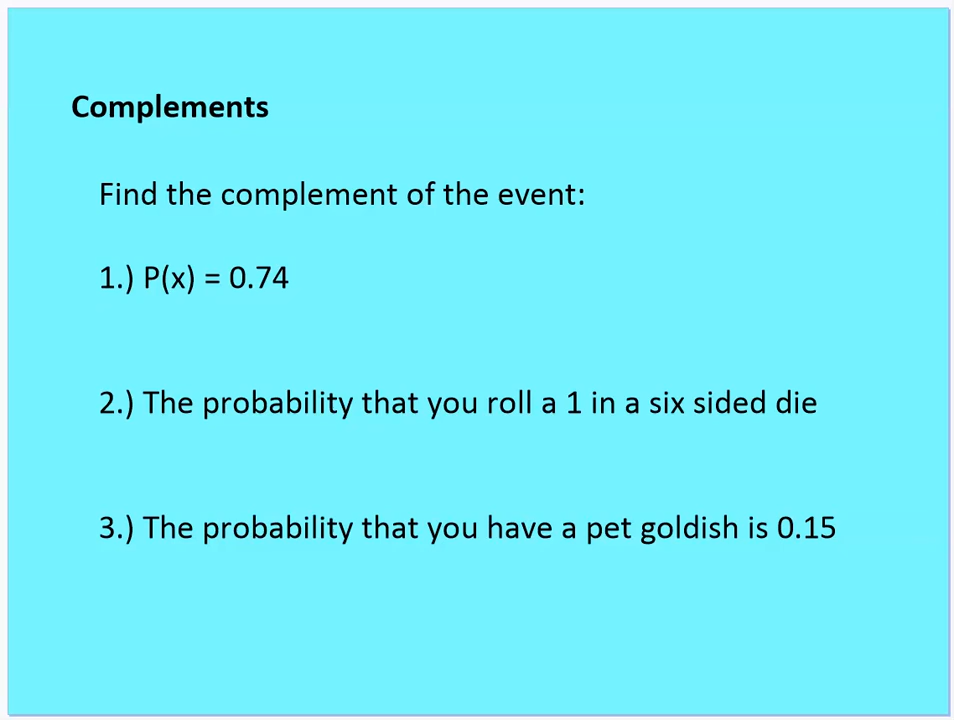 Complements
Find the complement of the event:
1.) P(x) = 0.74
2.) The probability that you roll a 1 in a six sided die
3.) The probability that you have a pet goldish is 0.15